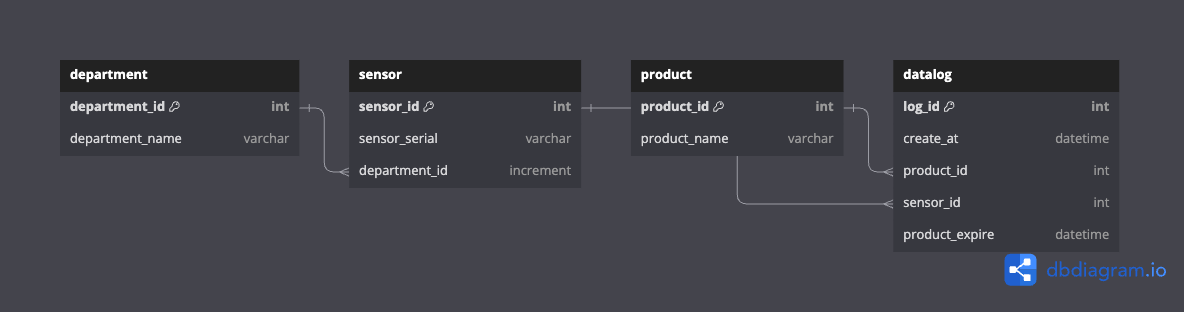 department
department_id int
department_name varchar
sensor
sensor_id int
sensor_serial varchar
department_id increment
product
product_id int
product_name varchar
datalog
log_id int
create_at datetime
product_id int
sensor_id int
product_expire datetime
dbdiagram.io